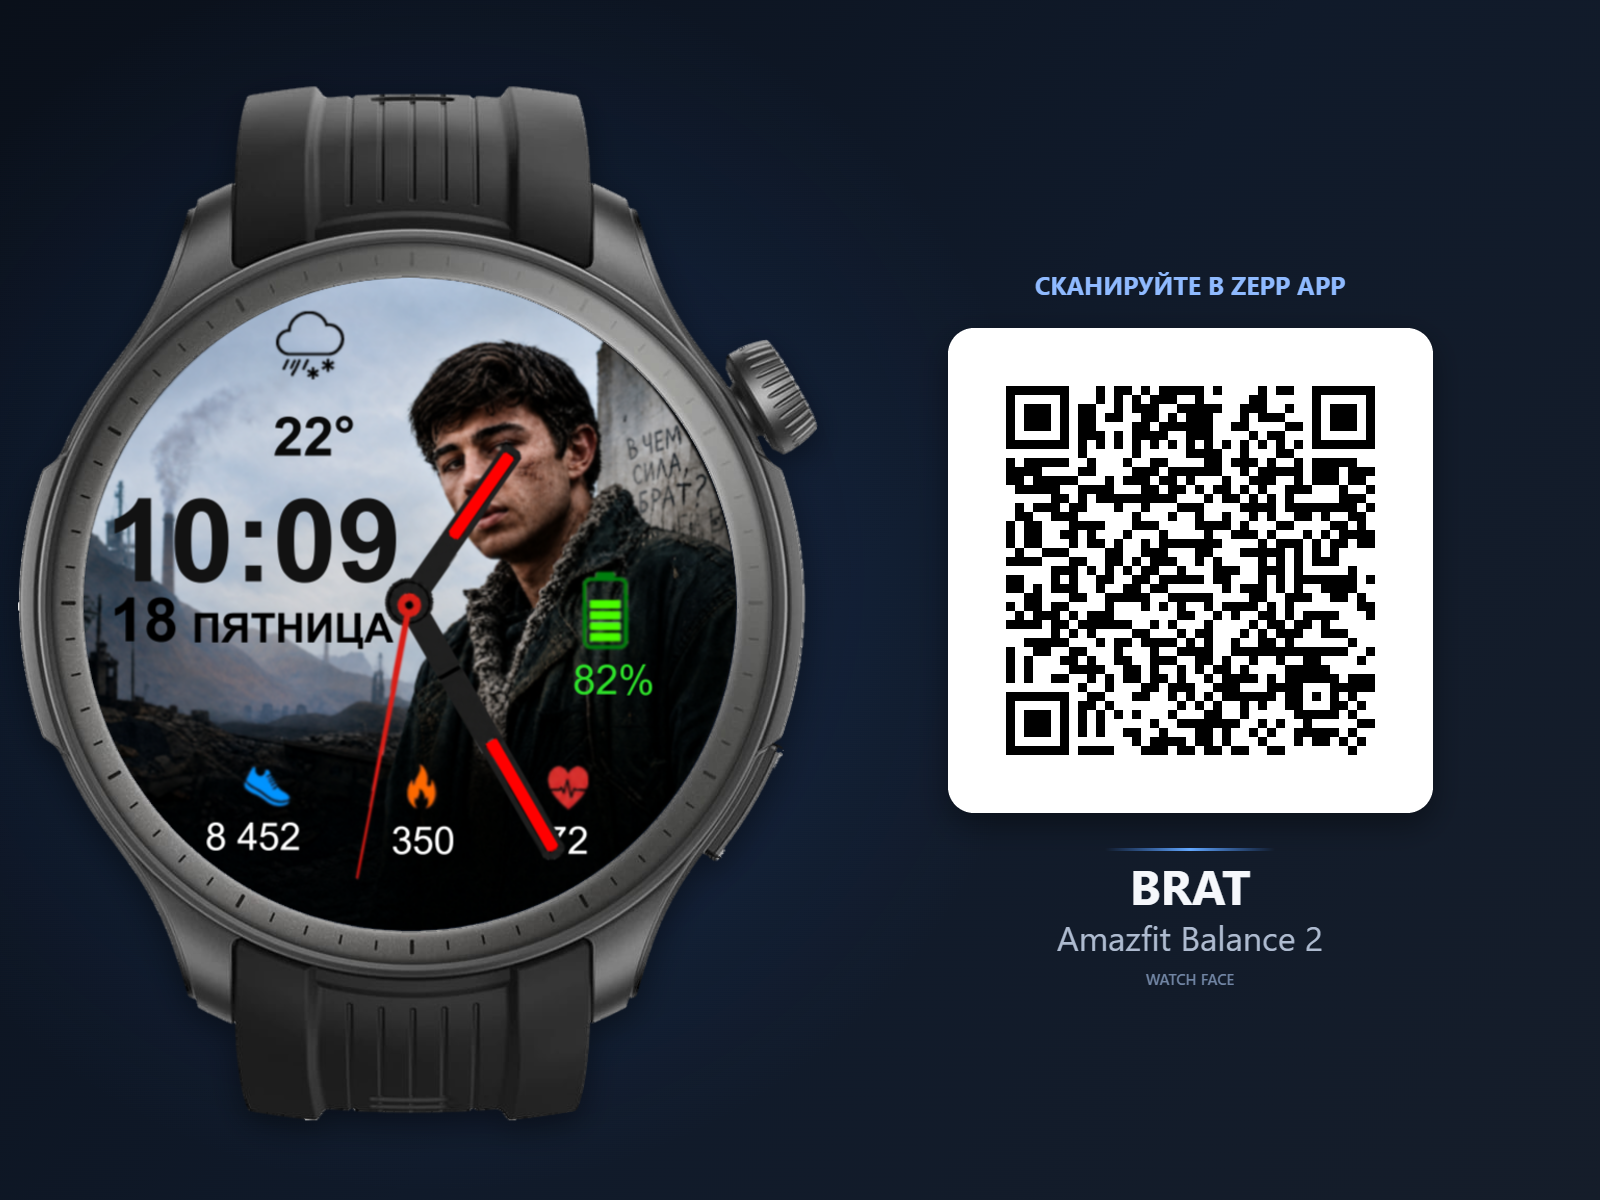 22°
В ЧЕМ
СИЛА,
БРАТ?
10:09
18 ПЯТНИЦА
82%
8 452
350
СКАНИРУЙТЕ В ZEPP APP
BRAT
Amazfit Balance 2
WATCH FACE